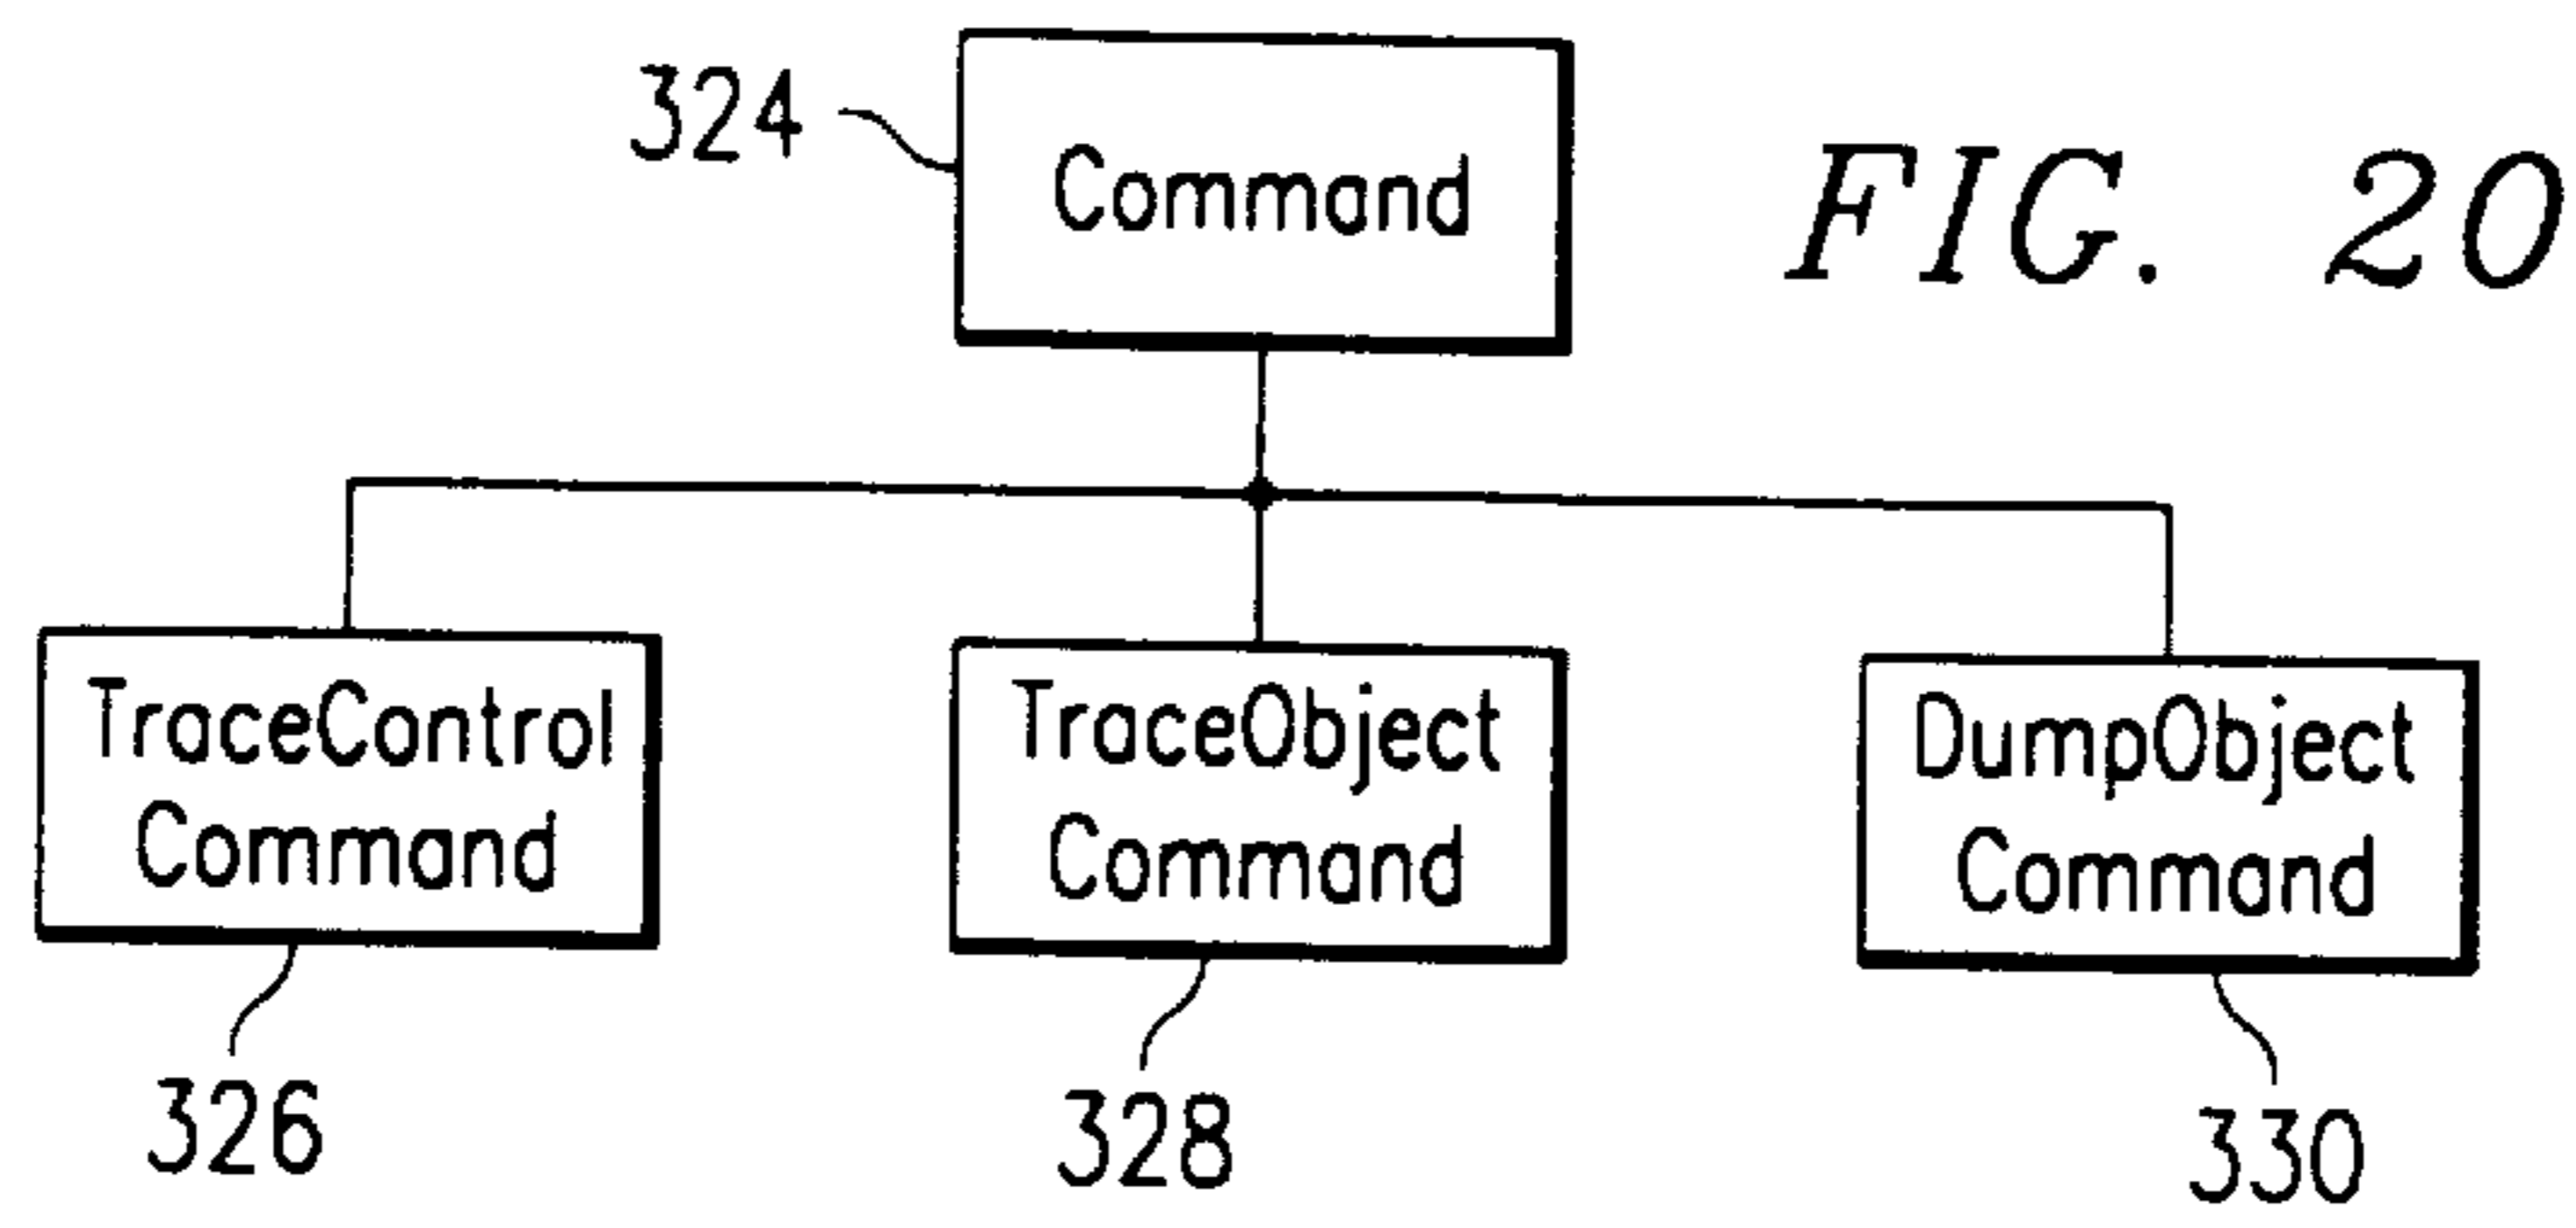 324
Command
FIG. 20
TraceControl
Command
TraceObject
Command
DumpObject
Command
326
328
330